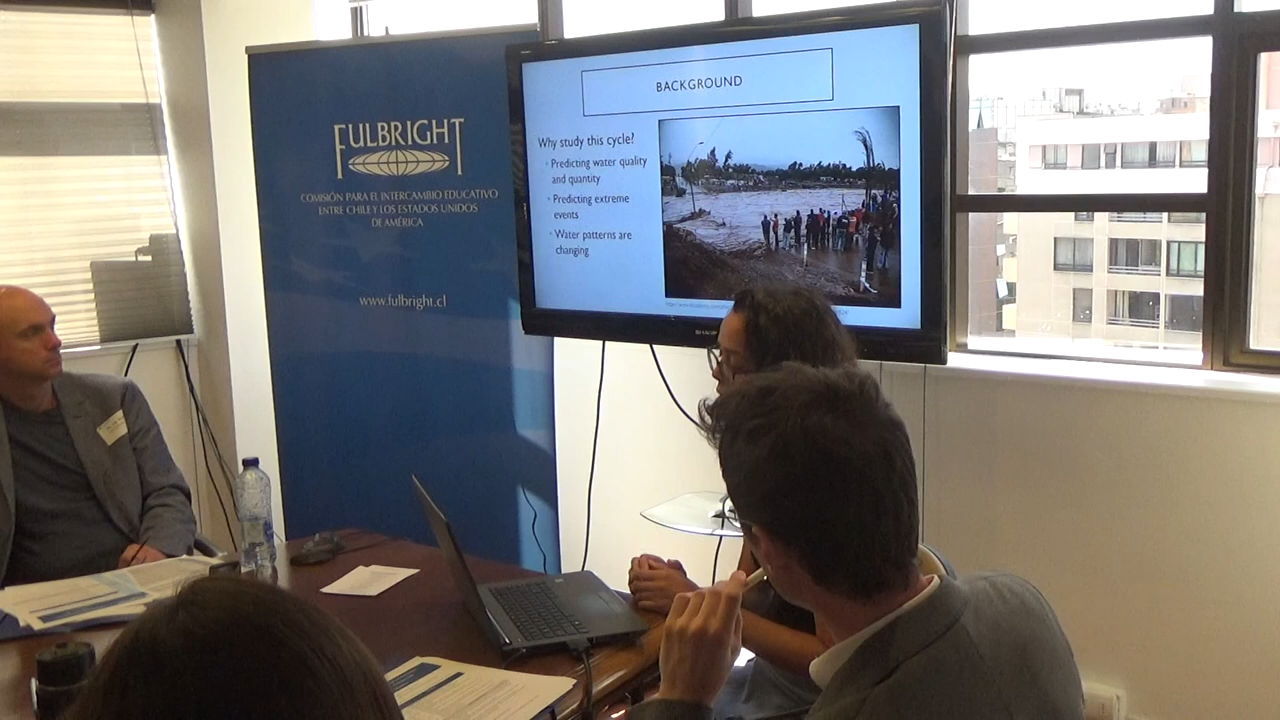 FULBRIGHT
COMISIÓN PARA EL INTERCAMBIO EDUCATIVO
ENTRE CHILE Y LOS ESTADOS UNIDOS
DE AMÉRICA
www.fulbright.cl
BACKGROUND
Why study this cycle?
• Predicting water quality
and quantity
• Predicting extreme
events
• Water patterns are
changing